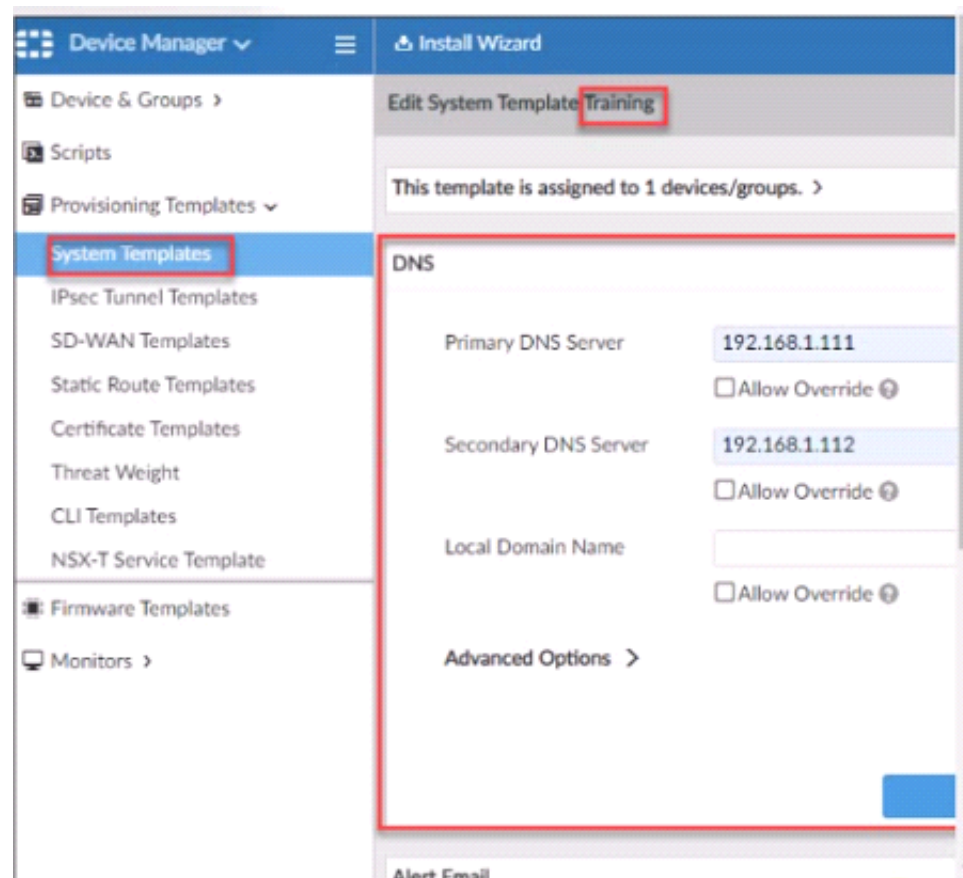 Device Manager
Install Wizard
Device & Groups
Edit System Template Training
Scripts
This template is assigned to 1 devices/groups. >
Provisioning Templates
System Templates
DNS
IPsec Tunnel Templates
SD-WAN Templates
Primary DNS Server 192.168.1.111
Static Route Templates
Allow Override
Certificate Templates
Secondary DNS Server 192.168.1.112
Threat Weight
Allow Override
CLI Templates
Local Domain Name
NSX-T Service Template
Allow Override
Firmware Templates
Monitors
Advanced Options >
Alert Email